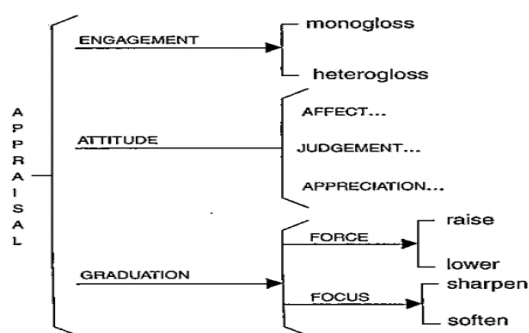 APPRAISAL
ENGAGEMENT
monogloss
heterogloss
ATTITUDE
AFFECT...
JUDGEMENT...
APPRECIATION...
GRADUATION
FORCE
raise
lower
FOCUS
sharpen
soften